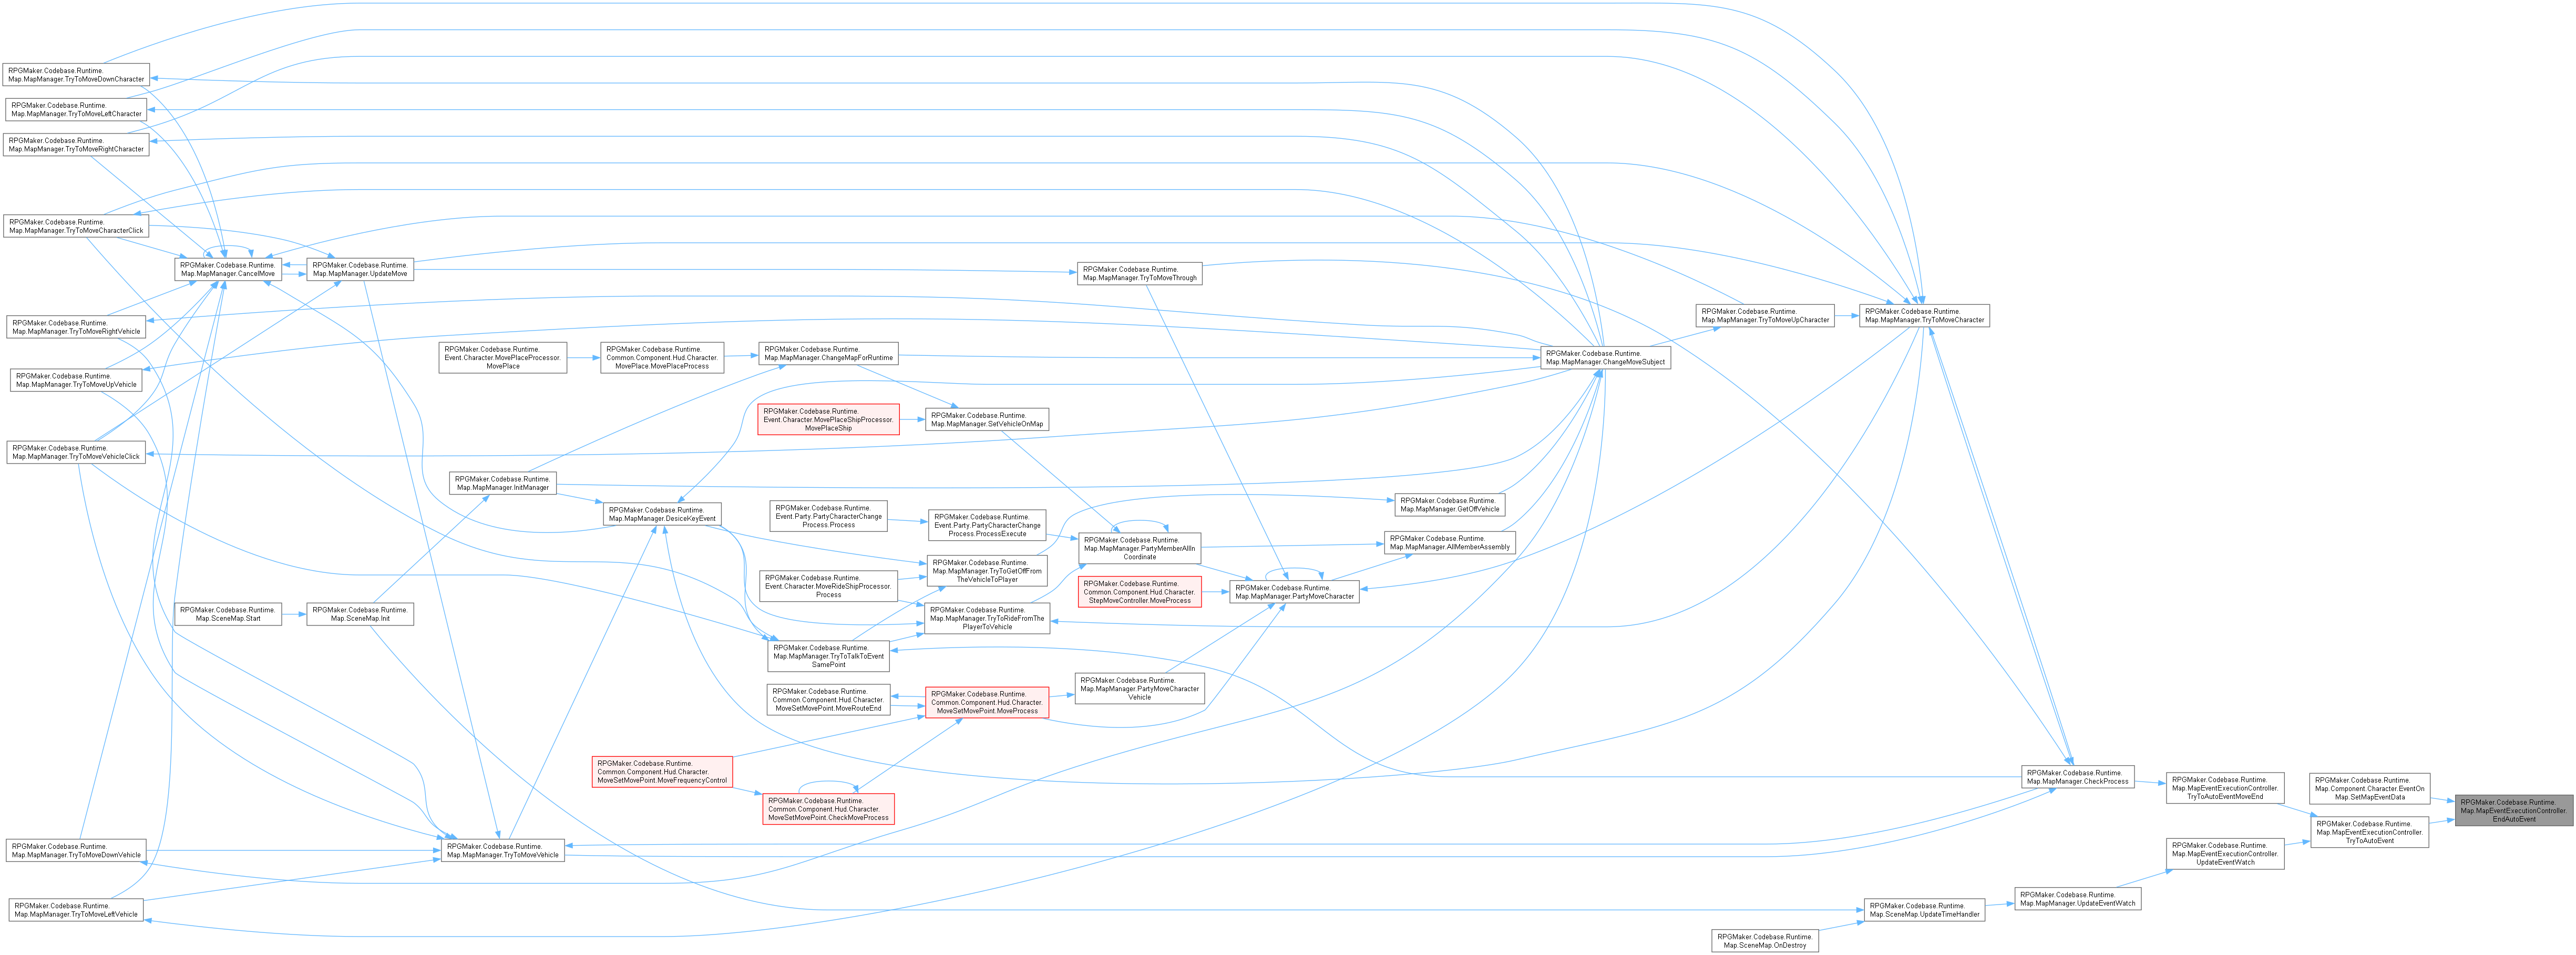 RPGMaker.Codebase.Runtime.
Map.MapManager.TryToMoveDownCharacter
RPGMaker.Codebase.Runtime.
Map.MapManager.TryToMoveLeftCharacter
RPGMaker.Codebase.Runtime.
Map.MapManager.TryToMoveRightCharacter
RPGMaker.Codebase.Runtime.
Map.MapManager.TryToMoveCharacterClick
RPGMaker.Codebase.Runtime.
Map.MapManager.CancelMove
RPGMaker.Codebase.Runtime.
Map.MapManager.UpdateMove
RPGMaker.Codebase.Runtime.
Map.MapManager.TryToMoveThrough
RPGMaker.Codebase.Runtime.
Map.MapManager.TryToMoveUpCharacter
RPGMaker.Codebase.Runtime.
Map.MapManager.TryToMoveCharacter
RPGMaker.Codebase.Runtime.
Map.MapManager.TryToMoveRightVehicle
RPGMaker.Codebase.Runtime.
Event.Character.MovePlaceProcessor.
MovePlace
RPGMaker.Codebase.Runtime.
Common.Component.Hud.Character.
MovePlace.MovePlaceProcess
RPGMaker.Codebase.Runtime.
Map.MapManager.ChangeMapForRuntime
RPGMaker.Codebase.Runtime.
Map.MapManager.ChangeMoveSubject
RPGMaker.Codebase.Runtime.
Map.MapManager.TryToMoveUpVehicle
RPGMaker.Codebase.Runtime.
Event.Character.MovePlaceShipProcessor.
MovePlaceShip
RPGMaker.Codebase.Runtime.
Map.MapManager.SetVehicleOnMap
RPGMaker.Codebase.Runtime.
Map.MapManager.TryToMoveVehicleClick
RPGMaker.Codebase.Runtime.
Map.MapManager.InitManager
RPGMaker.Codebase.Runtime.
Map.MapManager.DesiceKeyEvent
RPGMaker.Codebase.Runtime.
Event.Party.PartyCharacterChange
Process.Process
RPGMaker.Codebase.Runtime.
Event.Party.PartyCharacterChange
Process.ProcessExecute
RPGMaker.Codebase.Runtime.
Map.MapManager.GetOffVehicle
RPGMaker.Codebase.Runtime.
Map.MapManager.PartyMemberAllIn
Coordinate
RPGMaker.Codebase.Runtime.
Map.MapManager.AllMemberAssembly
RPGMaker.Codebase.Runtime.
Map.MapManager.TryToGetOffFrom
TheVehicleToPlayer
RPGMaker.Codebase.Runtime.
Event.Character.MoveRideShipProcessor.
Process
RPGMaker.Codebase.Runtime.
Common.Component.Hud.Character.
StepMoveController.MoveProcess
RPGMaker.Codebase.Runtime.
Map.MapManager.PartyMoveCharacter
RPGMaker.Codebase.Runtime.
Map.SceneMap.Start
RPGMaker.Codebase.Runtime.
Map.SceneMap.Init
RPGMaker.Codebase.Runtime.
Map.MapManager.TryToRideFromThe
PlayerToVehicle
RPGMaker.Codebase.Runtime.
Map.MapManager.TryToTalkToEvent
SamePoint
RPGMaker.Codebase.Runtime.
Map.MapManager.PartyMoveCharacter
Vehicle
RPGMaker.Codebase.Runtime.
Common.Component.Hud.Character.
MoveSetMovePoint.MoveRouteEnd
RPGMaker.Codebase.Runtime.
Common.Component.Hud.Character.
MoveSetMovePoint.MoveProcess
RPGMaker.Codebase.Runtime.
Common.Component.Hud.Character.
MoveSetMovePoint.MoveFrequencyControl
RPGMaker.Codebase.Runtime.
Common.Component.Hud.Character.
MoveSetMovePoint.CheckMoveProcess
RPGMaker.Codebase.Runtime.
Map.MapManager.CheckProcess
RPGMaker.Codebase.Runtime.
Map.MapEventExecutionController.
TryToAutoEventMoveEnd
RPGMaker.Codebase.Runtime.
Map.Component.Character.EventOn
Map.SetMapEventData
RPGMaker.Codebase.Runtime.
Map.MapEventExecutionController.
EndAutoEvent
RPGMaker.Codebase.Runtime.
Map.MapEventExecutionController.
TryToAutoEvent
RPGMaker.Codebase.Runtime.
Map.MapManager.TryToMoveDownVehicle
RPGMaker.Codebase.Runtime.
Map.MapManager.TryToMoveVehicle
RPGMaker.Codebase.Runtime.
Map.MapEventExecutionController.
UpdateEventWatch
RPGMaker.Codebase.Runtime.
Map.MapManager.UpdateEventWatch
RPGMaker.Codebase.Runtime.
Map.MapManager.TryToMoveLeftVehicle
RPGMaker.Codebase.Runtime.
Map.SceneMap.UpdateTimeHandler
RPGMaker.Codebase.Runtime.
Map.SceneMap.OnDestroy